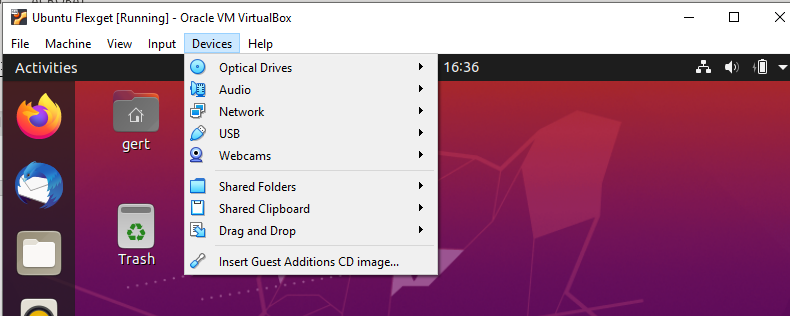 Ubuntu Flexget [Running] - Oracle VM VirtualBox
File Machine View Input Devices Help
Activities
16:36
Optical Drives
Audio
Network
USB
Webcams
Shared Folders
Shared Clipboard
Drag and Drop
Insert Guest Additions CD image...
gert
Trash